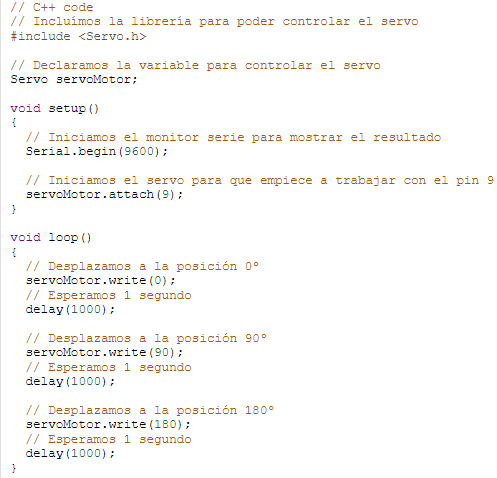 // C++ code
// Incluímos la librería para poder controlar el servo
#include <Servo.h>
// Declaramos la variable para controlar el servo
Servo servoMotor;
void setup()
{
// Iniciamos el monitor serie para mostrar el resultado
Serial.begin(9600);
// Iniciamos el servo para que empiece a trabajar con el pin 9
servoMotor.attach(9);
}
void loop()
{
// Desplazamos a la posición 0º
servoMotor.write(0);
// Esperamos 1 segundo
delay(1000);
// Desplazamos a la posición 90º
servoMotor.write(90);
// Esperamos 1 segundo
delay(1000);
// Desplazamos a la posición 180º
servoMotor.write(180);
// Esperamos 1 segundo
delay(1000);
}